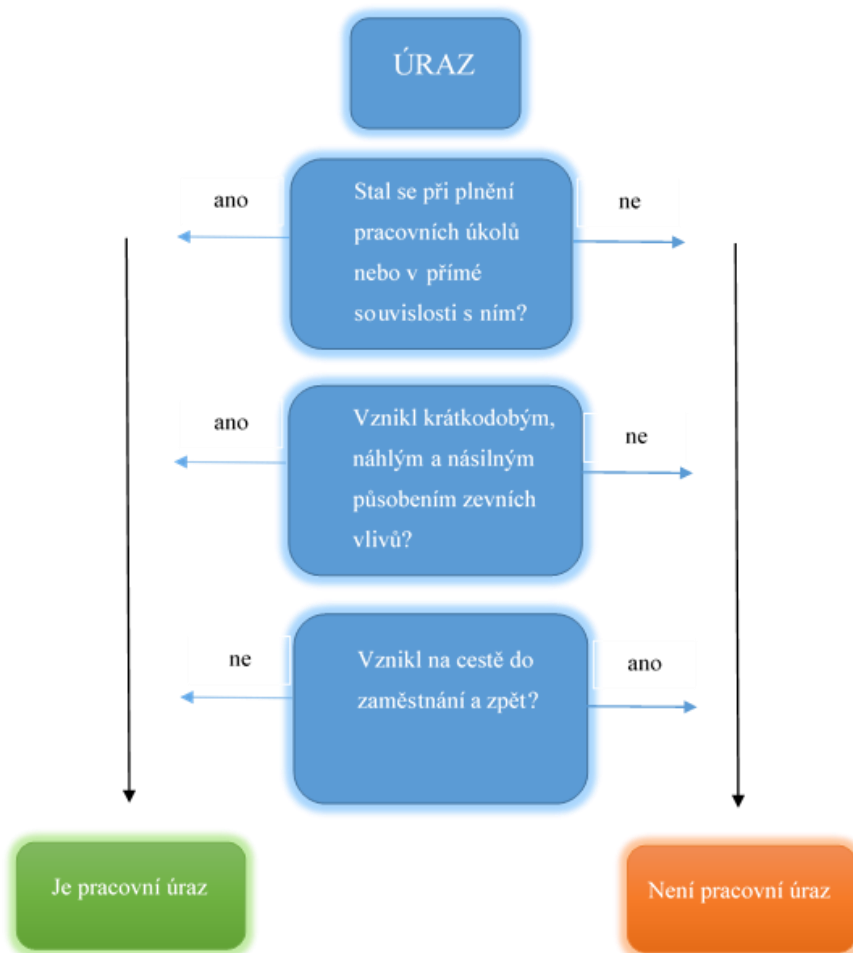 ÚRAZ
ano
Stal se při plnění
pracovních úkolů
nebo v přímé
souvislosti s ním?
ne
ano
Vznikl krátkodobým,
náhlým a násilným
působením zevních
vlivů?
ne
ne
Vznikl na cestě do
zaměstnání a zpět?
ano
Je pracovní úraz
Není pracovní úraz